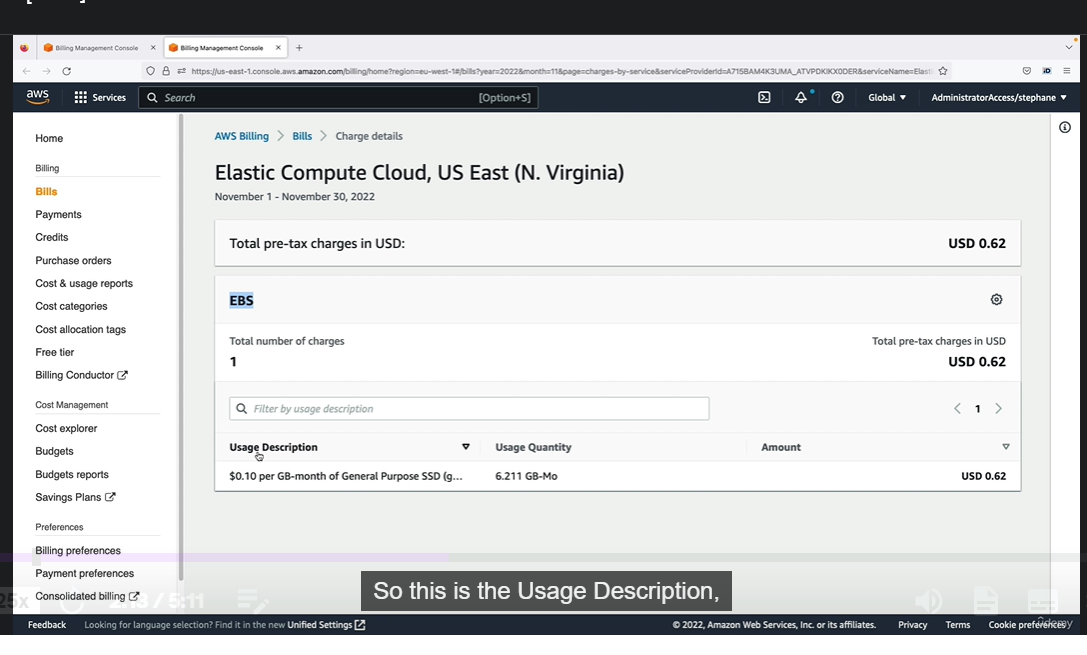 Billing Management Console
Billing Management Console
https://us-east-1.console.aws.amazon.com/billing/home?region=eu-west-1#/bills?year=2022&month=11&page=charges-by-service&serviceProviderId=A715BAM4K3UMA_ATVPDKIKX0DER&serviceName=Elasti
aws
Services
Search
[Option+S]
Global
AdministratorAccess/stephane
Home
Billing
Bills
Payments
Credits
Purchase orders
Cost & usage reports
Cost categories
Cost allocation tags
Free tier
Billing Conductor
Cost Management
Cost explorer
Budgets
Budgets reports
Savings Plans
Preferences
Billing preferences
Payment preferences
Consolidated billing
AWS Billing > Bills > Charge details
Elastic Compute Cloud, US East (N. Virginia)
November 1 - November 30, 2022
Total pre-tax charges in USD: USD 0.62
EBS
Total number of charges Total pre-tax charges in USD
1 USD 0.62
Filter by usage description
1
Usage Description Usage Quantity Amount
$0.10 per GB-month of General Purpose SSD (g... 6.211 GB-Mo USD 0.62
So this is the Usage Description,
5:11
Feedback
Looking for language selection? Find it in the new Unified Settings
© 2022, Amazon Web Services, Inc. or its affiliates.
Privacy
Terms
Cookie preferences
Udemy